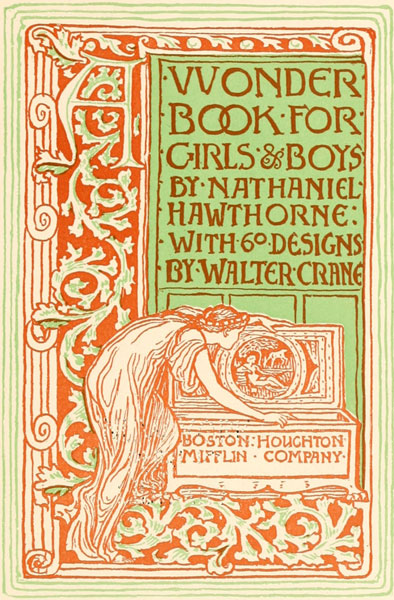 A WONDER
BOOK·FOR
GIRLS·&·BOYS
BY·NATHANIEL·
HAWTHORNE:
·WITH·60·DESIGNS
BY·WALTER·CRANE
BOSTON:HOUGHTON
MIFFLIN·COMPANY·